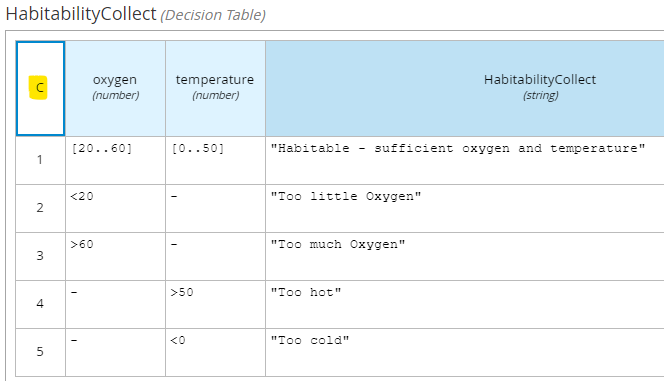 HabitabilityCollect (Decision Table)
C oxygen temperature HabitabilityCollect
(number) (number) (string)
1 [20..60] [0..50] "Habitable - sufficient oxygen and temperature"
2 <20 - "Too little Oxygen"
3 >60 - "Too much Oxygen"
4 - >50 "Too hot"
5 - <0 "Too cold"